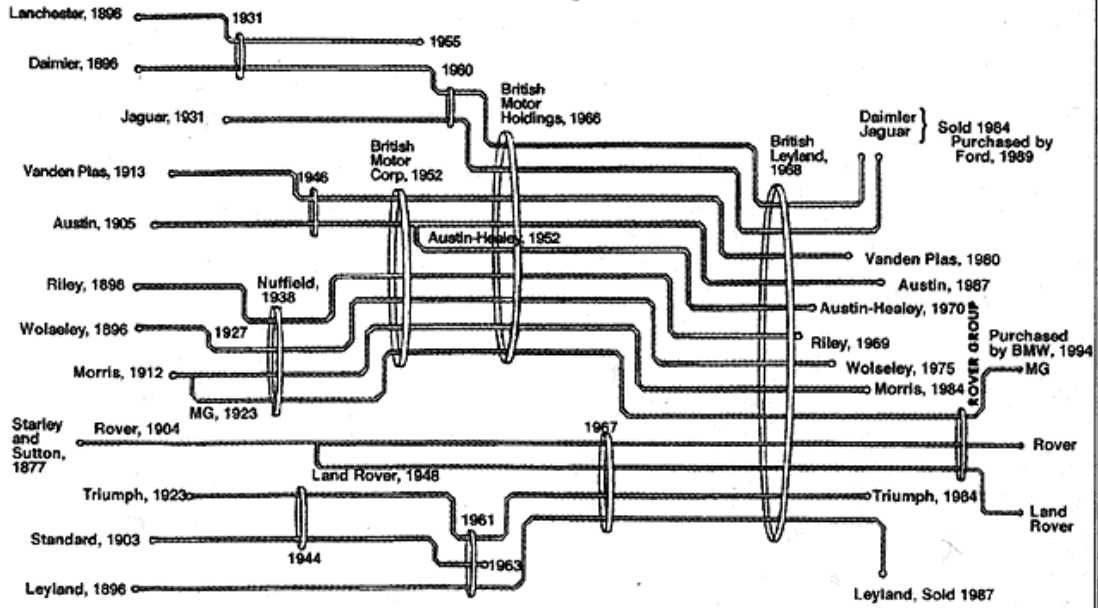 Lanchester, 1896
1931
1955
Daimler, 1896
1960
British
Motor
Holdings, 1966
Jaguar, 1931
Daimler
Jaguar
Sold 1984
Purchased by
Ford, 1989
British
Motor
Corp. 1952
British
Leyland,
1968
Vanden Plas, 1913
1946
Austin, 1905
Austin-Healey, 1952
Vanden Plas, 1980
Riley, 1896
Nuffield,
1938
Austin, 1987
Austin-Healey, 1970
Wolseley, 1896
1927
ROVER GROUP
Purchased
by BMW, 1994
Riley, 1969
Wolseley, 1975
MG
Morris, 1912
Morris, 1984
MG, 1923
Starley
and
Sutton,
1877
Rover, 1904
1967
Rover
Land Rover, 1948
Triumph, 1923
Triumph, 1984
1961
Land
Rover
Standard, 1903
1944
1963
Leyland, 1896
Leyland, Sold 1987